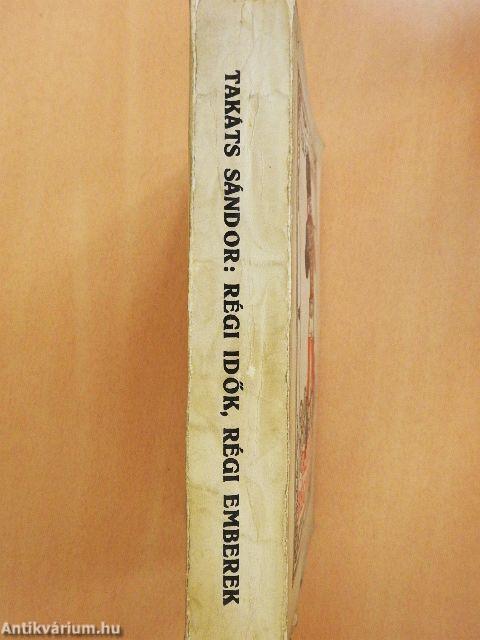 TAKÁTS SÁNDOR: RÉGI IDŐK, RÉGI EMBEREK
Antikvárium.hu